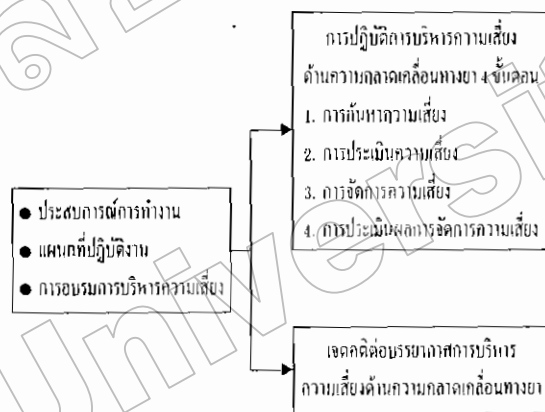 ● ประสบการณ์การทำงาน
● แผนกที่ปฏิบัติงาน
● การอบรมการบริหารความเสี่ยง
การปฏิบัติการบริหารความเสี่ยง
ด้านความคลาดเคลื่อนทางยา 4 ขั้นตอน
1. การค้นหาความเสี่ยง
2. การประเมินความเสี่ยง
3. การจัดการความเสี่ยง
4. การประเมินผลการจัดการความเสี่ยง
เจตคติต่อบรรยากาศการบริหาร
ความเสี่ยงด้านความคลาดเคลื่อนทางยา
Universi